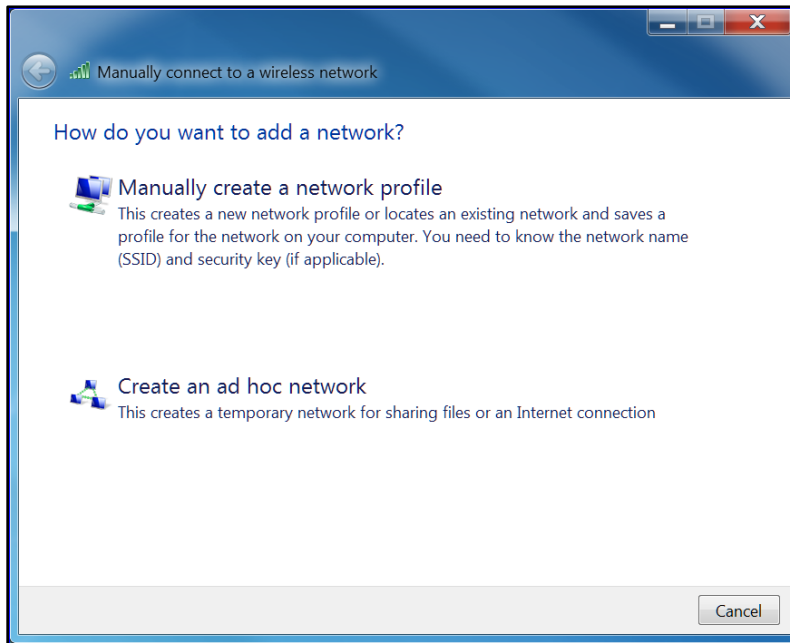 Manually connect to a wireless network
How do you want to add a network?
Manually create a network profile
This creates a new network profile or locates an existing network and saves a
profile for the network on your computer. You need to know the network name
(SSID) and security key (if applicable).
Create an ad hoc network
This creates a temporary network for sharing files or an Internet connection
Cancel